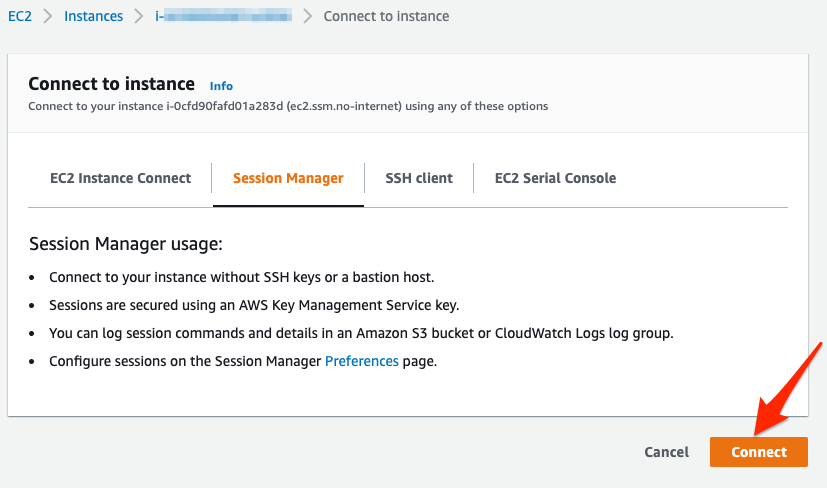 EC2 > Instances > i- > Connect to instance
Connect to instance Info
Connect to your instance i-0cfd90fafd01a283d (ec2.ssm.no-internet) using any of these options
EC2 Instance Connect Session Manager SSH client EC2 Serial Console
Session Manager usage:
• Connect to your instance without SSH keys or a bastion host.
• Sessions are secured using an AWS Key Management Service key.
• You can log session commands and details in an Amazon S3 bucket or CloudWatch Logs log group.
• Configure sessions on the Session Manager Preferences page.
Cancel Connect